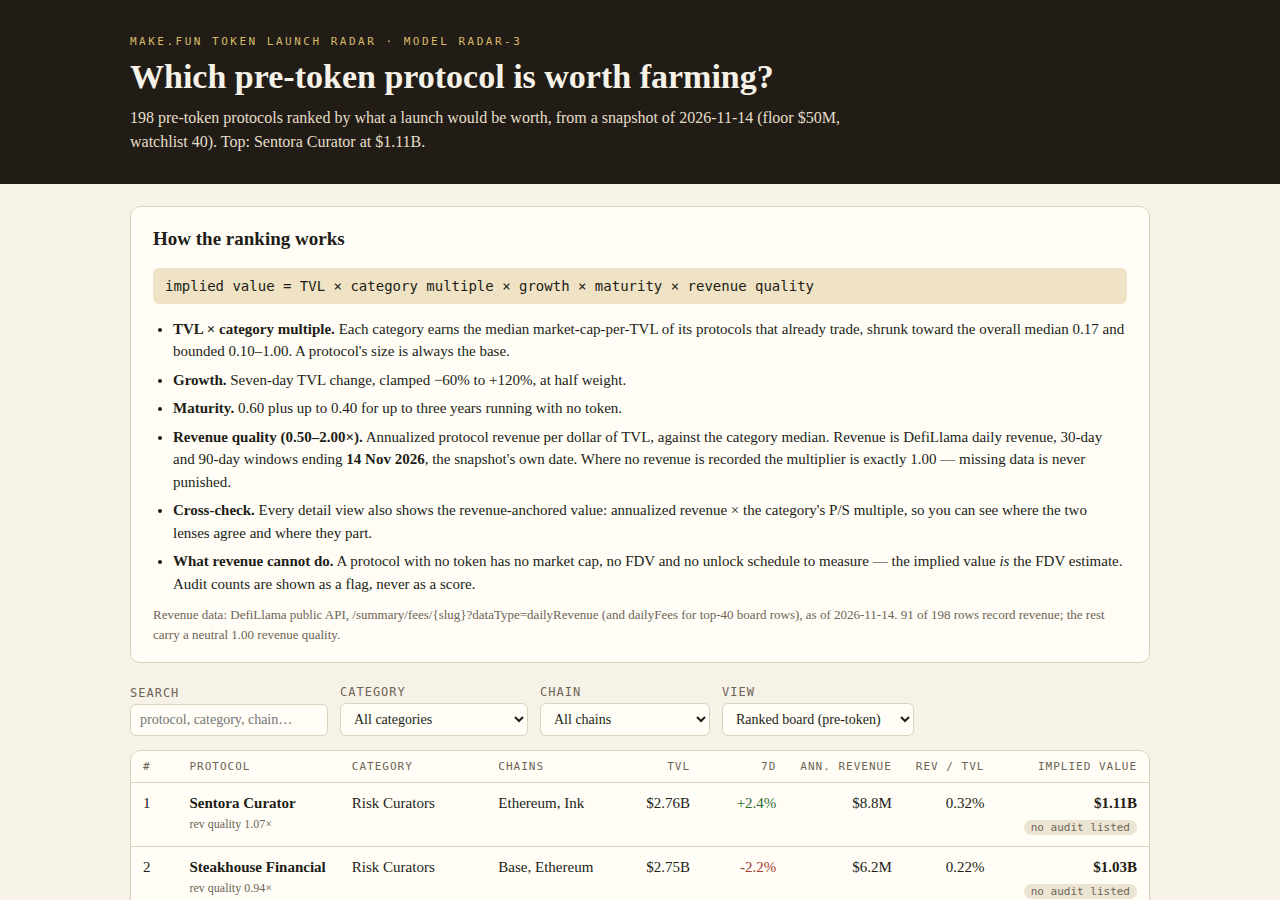 MAKE.FUN TOKEN LAUNCH RADAR · MODEL RADAR-3
Which pre-token protocol is worth farming?
198 pre-token protocols ranked by what a launch would be worth, from a snapshot of 2026-11-14 (floor $50M,
watchlist 40). Top: Sentora Curator at $1.11B.
How the ranking works
implied value = TVL × category multiple × growth × maturity × revenue quality
• TVL × category multiple. Each category earns the median market-cap-per-TVL of its protocols that already trade, shrunk toward the overall median 0.17 and
bounded 0.10–1.00. A protocol's size is always the base.
• Growth. Seven-day TVL change, clamped −60% to +120%, at half weight.
• Maturity. 0.60 plus up to 0.40 for up to three years running with no token.
• Revenue quality (0.50–2.00×). Annualized protocol revenue per dollar of TVL, against the category median. Revenue is DefiLlama daily revenue, 30-day
and 90-day windows ending 14 Nov 2026, the snapshot's own date. Where no revenue is recorded the multiplier is exactly 1.00 — missing data is never
punished.
• Cross-check. Every detail view also shows the revenue-anchored value: annualized revenue × the category's P/S multiple, so you can see where the two
lenses agree and where they part.
• What revenue cannot do. A protocol with no token has no market cap, no FDV and no unlock schedule to measure — the implied value is the FDV estimate.
Audit counts are shown as a flag, never as a score.
Revenue data: DefiLlama public API, /summary/fees/{slug}?dataType=dailyRevenue (and dailyFees for top-40 board rows), as of 2026-11-14. 91 of 198 rows record revenue; the rest
carry a neutral 1.00 revenue quality.
SEARCH CATEGORY CHAIN VIEW
protocol, category, chain… All categories All chains Ranked board (pre-token)
# PROTOCOL CATEGORY CHAINS TVL 7D ANN. REVENUE REV / TVL IMPLIED VALUE
1 Sentora Curator Risk Curators Ethereum, Ink $2.76B +2.4% $8.8M 0.32% $1.11B
rev quality 1.07× no audit listed
2 Steakhouse Financial Risk Curators Base, Ethereum $2.75B -2.2% $6.2M 0.22% $1.03B
rev quality 0.94× no audit listed